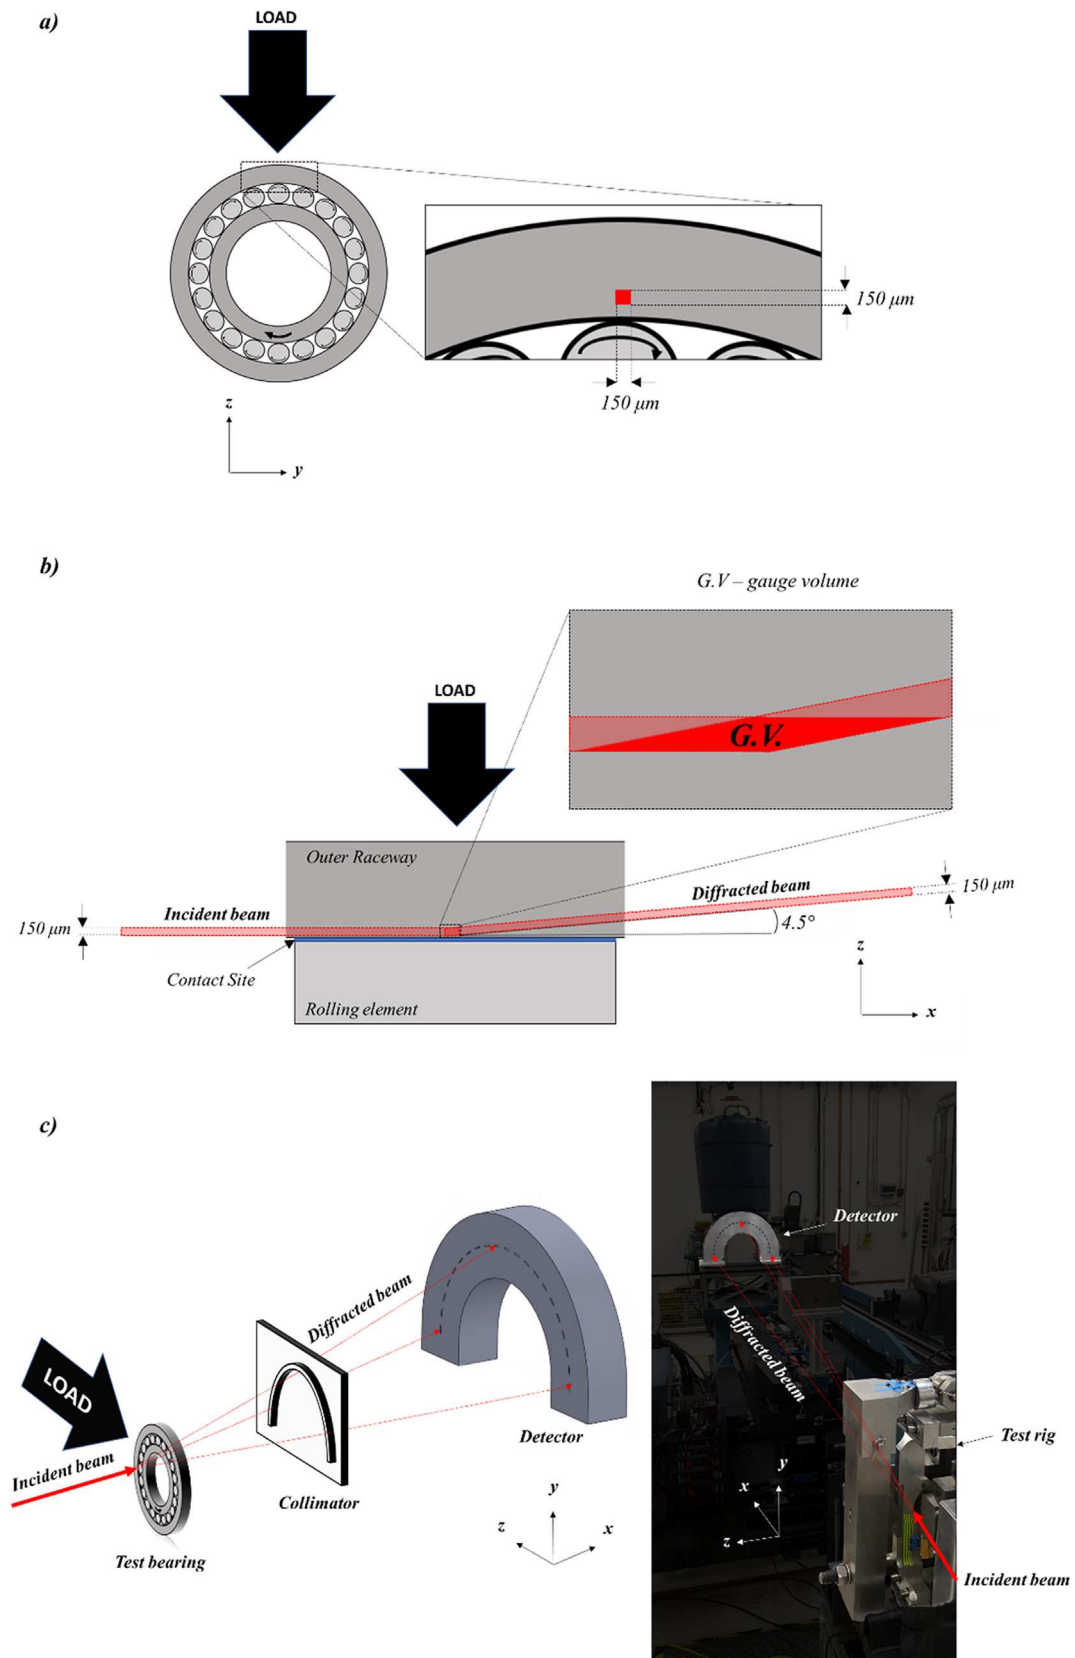 a)
LOAD
150 μm
150 μm
z
y
b)
G.V – gauge volume
G.V.
LOAD
Outer Raceway
Incident beam
Diffracted beam
150 μm
150 μm
4.5°
Contact Site
Rolling element
z
x
c)
Detector
Diffracted beam
Diffracted beam
LOAD
Incident beam
Detector
Collimator
Test bearing
y
z
x
Test rig
y
x
z
Incident beam